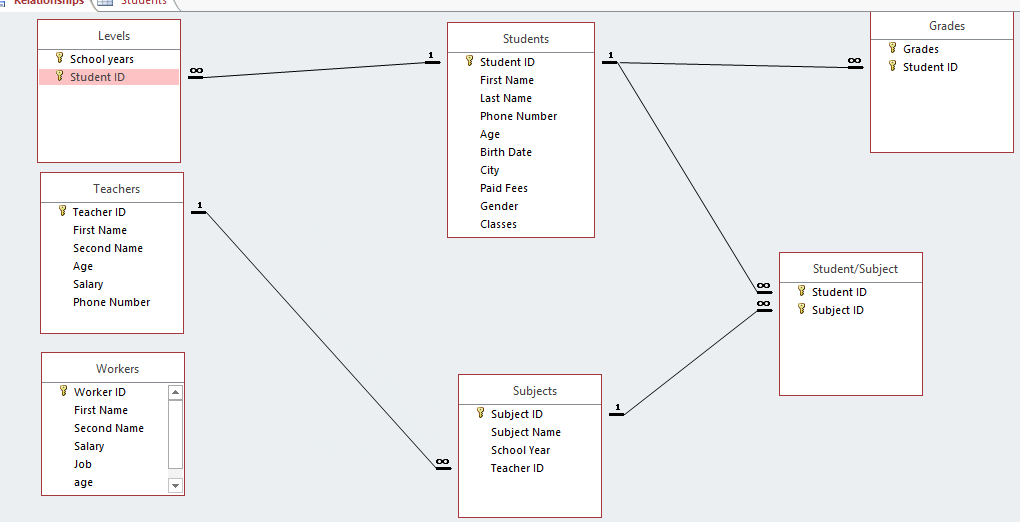 Relationships
Students
Levels
School years
Student ID
Students
Student ID
First Name
Last Name
Phone Number
Age
Birth Date
City
Paid Fees
Gender
Classes
Grades
Grades
Student ID
Teachers
Teacher ID
First Name
Second Name
Age
Salary
Phone Number
Student/Subject
Student ID
Subject ID
Workers
Worker ID
First Name
Second Name
Salary
Job
age
Subjects
Subject ID
Subject Name
School Year
Teacher ID
1
∞
1
∞
∞
∞
1
∞
1